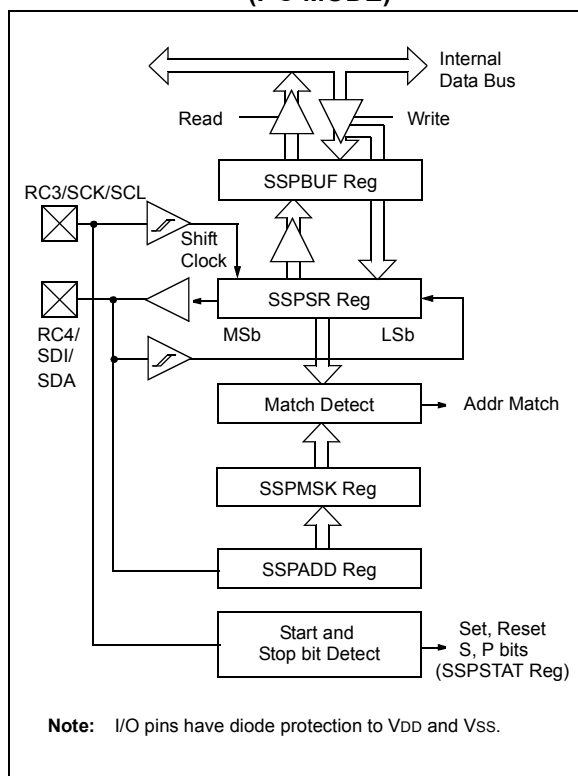 (I²C MODE)
Internal
Data Bus
Read
Write
SSPBUF Reg
RC3/SCK/SCL
Shift
Clock
SSPSR Reg
MSb
LSb
RC4/
SDI/
SDA
Match Detect
Addr Match
SSPMSK Reg
SSPADD Reg
Start and
Stop bit Detect
Set, Reset
S, P bits
(SSPSTAT Reg)
Note: I/O pins have diode protection to VDD and VSS.